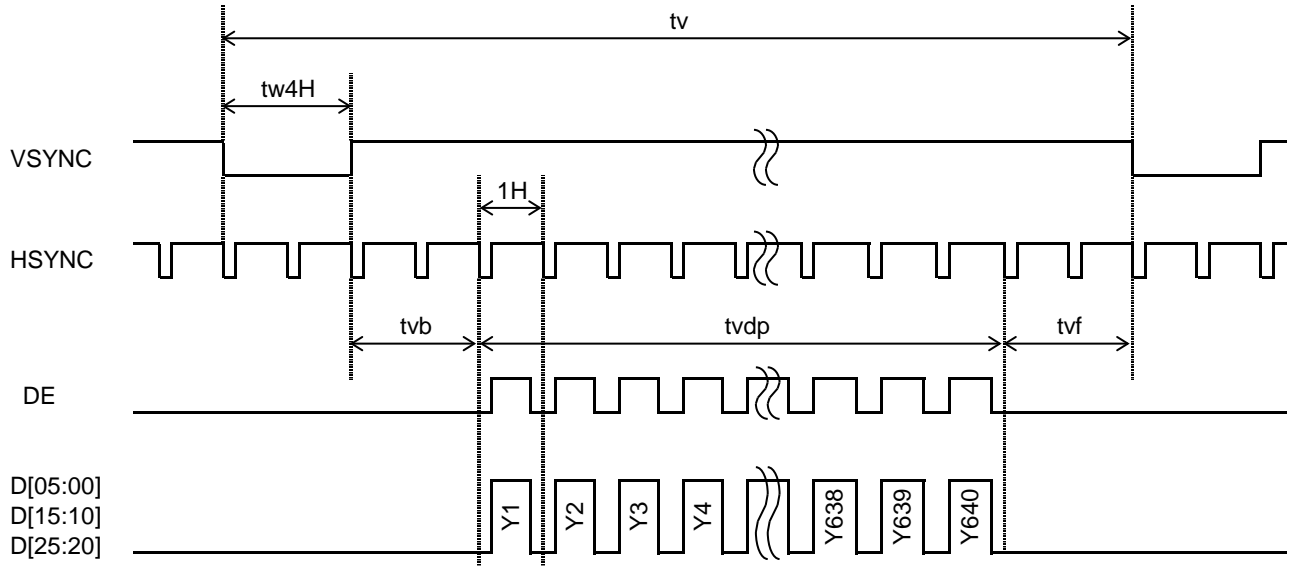 tv
tw4H
VSYNC
1H
HSYNC
tvb
tvdp
tvf
DE
D[05:00]
D[15:10]
D[25:20]
Y1
Y2
Y3
Y4
Y638
Y639
Y640